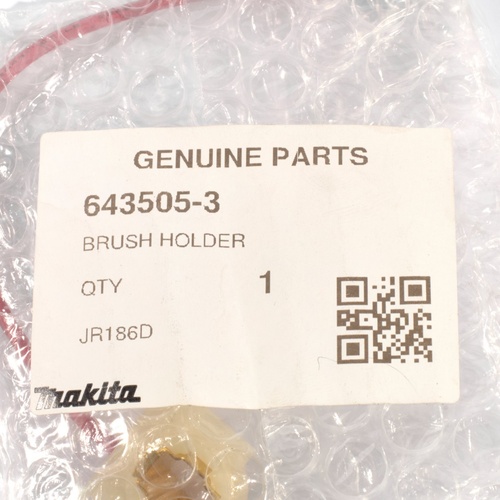 GENUINE PARTS
643505-3
BRUSH HOLDER
QTY 1
JR186D
makita